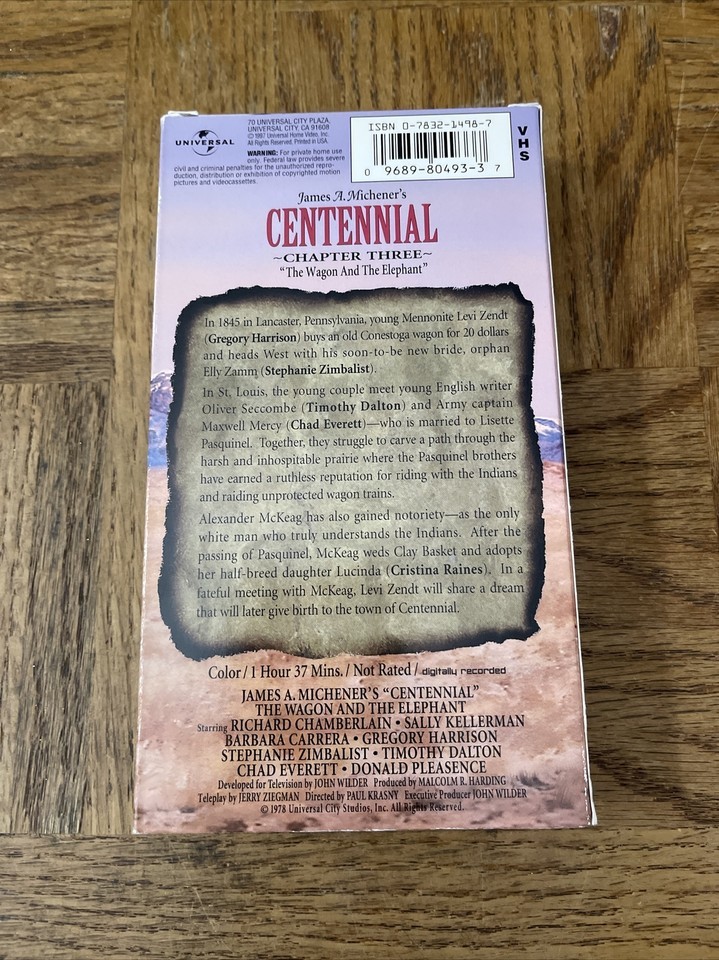 UNIVERSAL
70 UNIVERSAL CITY PLAZA,
UNIVERSAL CITY, CA 91608
© 1997 Universal Home Video, Inc.
All Rights Reserved. Printed in USA.
WARNING: For private home use
only. Federal law provides severe
civil and criminal penalties for the unauthorized repro-
duction, distribution or exhibition of copyrighted motion
pictures and videocassettes.
ISBN 0-7832-1498-7
0 9689-80493-3 7
VHS
James A. Michener's
CENTENNIAL
~CHAPTER THREE~
"The Wagon And The Elephant"
In 1845 in Lancaster, Pennsylvania, young Mennonite Levi Zendt
(Gregory Harrison) buys an old Conestoga wagon for 20 dollars
and heads West with his soon-to-be new bride, orphan
Elly Zamm (Stephanie Zimbalist).
In St. Louis, the young couple meet young English writer
Oliver Seccombe (Timothy Dalton) and Army captain
Maxwell Mercy (Chad Everett)—who is married to Lisette
Pasquinel. Together, they struggle to carve a path through the
harsh and inhospitable prairie where the Pasquinel brothers
have earned a ruthless reputation for riding with the Indians
and raiding unprotected wagon trains.
Alexander McKeag has also gained notoriety—as the only
white man who truly understands the Indians. After the
passing of Pasquinel, McKeag weds Clay Basket and adopts
her half-breed daughter Lucinda (Cristina Raines). In a
fateful meeting with McKeag, Levi Zendt will share a dream
that will later give birth to the town of Centennial.
Color / 1 Hour 37 Mins. / Not Rated / digitally recorded
JAMES A. MICHENER'S "CENTENNIAL"
THE WAGON AND THE ELEPHANT
Starring RICHARD CHAMBERLAIN • SALLY KELLERMAN
BARBARA CARRERA • GREGORY HARRISON
STEPHANIE ZIMBALIST • TIMOTHY DALTON
CHAD EVERETT • DONALD PLEASENCE
Developed for Television by JOHN WILDER Produced by MALCOLM R. HARDING
Teleplay by JERRY ZIEGMAN Directed by PAUL KRASNY Executive Producer JOHN WILDER
© 1978 Universal City Studios, Inc. All Rights Reserved.